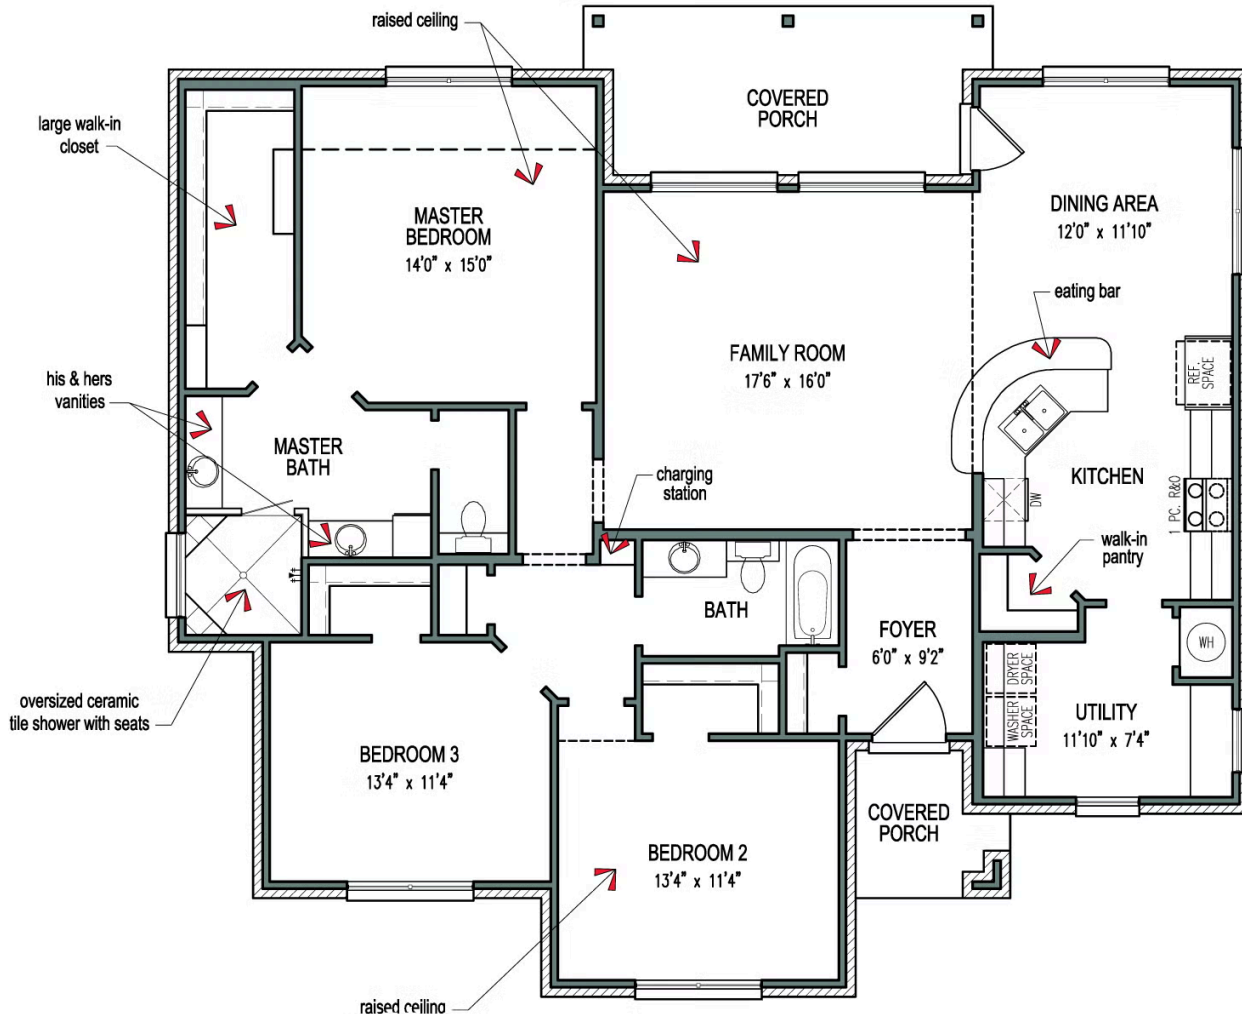 raised ceiling
COVERED
PORCH
large walk-in
closet
MASTER
BEDROOM
14'0" x 15'0"
DINING AREA
12'0" x 11'10"
eating bar
FAMILY ROOM
17'6" x 16'0"
REF.
SPACE
his & hers
vanities
MASTER
BATH
charging
station
KITCHEN
DW
1 PC. R&O
walk-in
pantry
BATH
FOYER
6'0" x 9'2"
WH
oversized ceramic
tile shower with seats
DRYER
SPACE
WASHER
SPACE
UTILITY
11'10" x 7'4"
BEDROOM 3
13'4" x 11'4"
COVERED
PORCH
BEDROOM 2
13'4" x 11'4"
raised ceiling